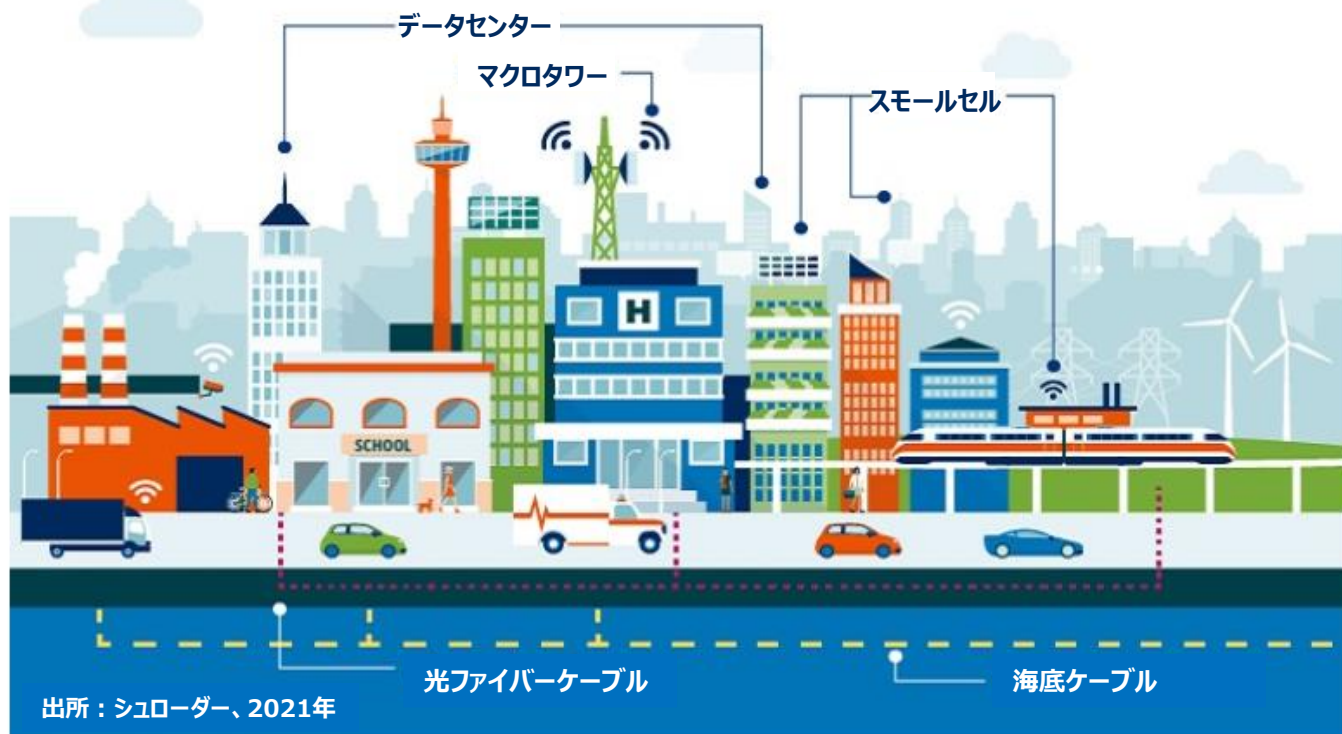 データセンター
マクロタワー
スモールセル
H
SCHOOL
光ファイバーケーブル
海底ケーブル
出所：シュローダー、2021年